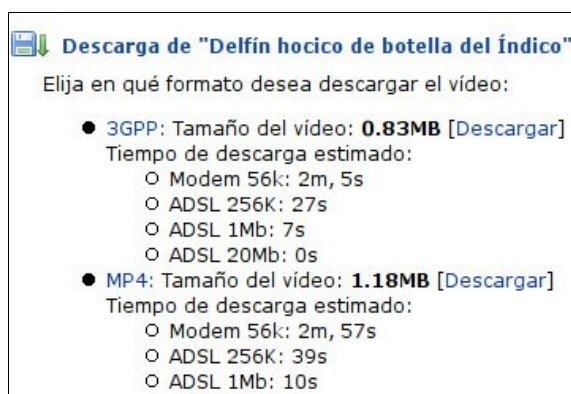 Descarga de "Delfín hocico de botella del Índico"
Elija en qué formato desea descargar el vídeo:
3GPP: Tamaño del vídeo: 0.83MB [Descargar]
Tiempo de descarga estimado:
Modem 56k: 2m, 5s
ADSL 256K: 27s
ADSL 1Mb: 7s
ADSL 20Mb: 0s
MP4: Tamaño del vídeo: 1.18MB [Descargar]
Tiempo de descarga estimado:
Modem 56k: 2m, 57s
ADSL 256K: 39s
ADSL 1Mb: 10s